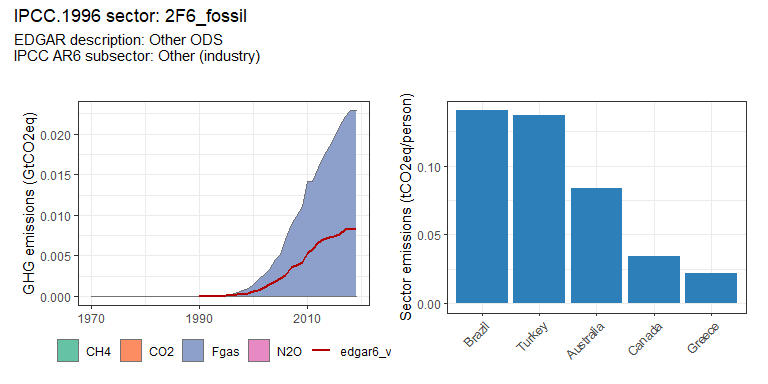 IPCC.1996 sector: 2F6_fossil
EDGAR description: Other ODS
IPCC AR6 subsector: Other (industry)
GHG emissions (GtCO2eq)
0.020
0.015
0.010
0.005
0.000
1970 1990 2010
CH4 CO2 Fgas N2O edgar6_v
Sector emissions (tCO2eq/person)
0.10
0.05
0.00
Brazil Turkey Australia Canada Greece